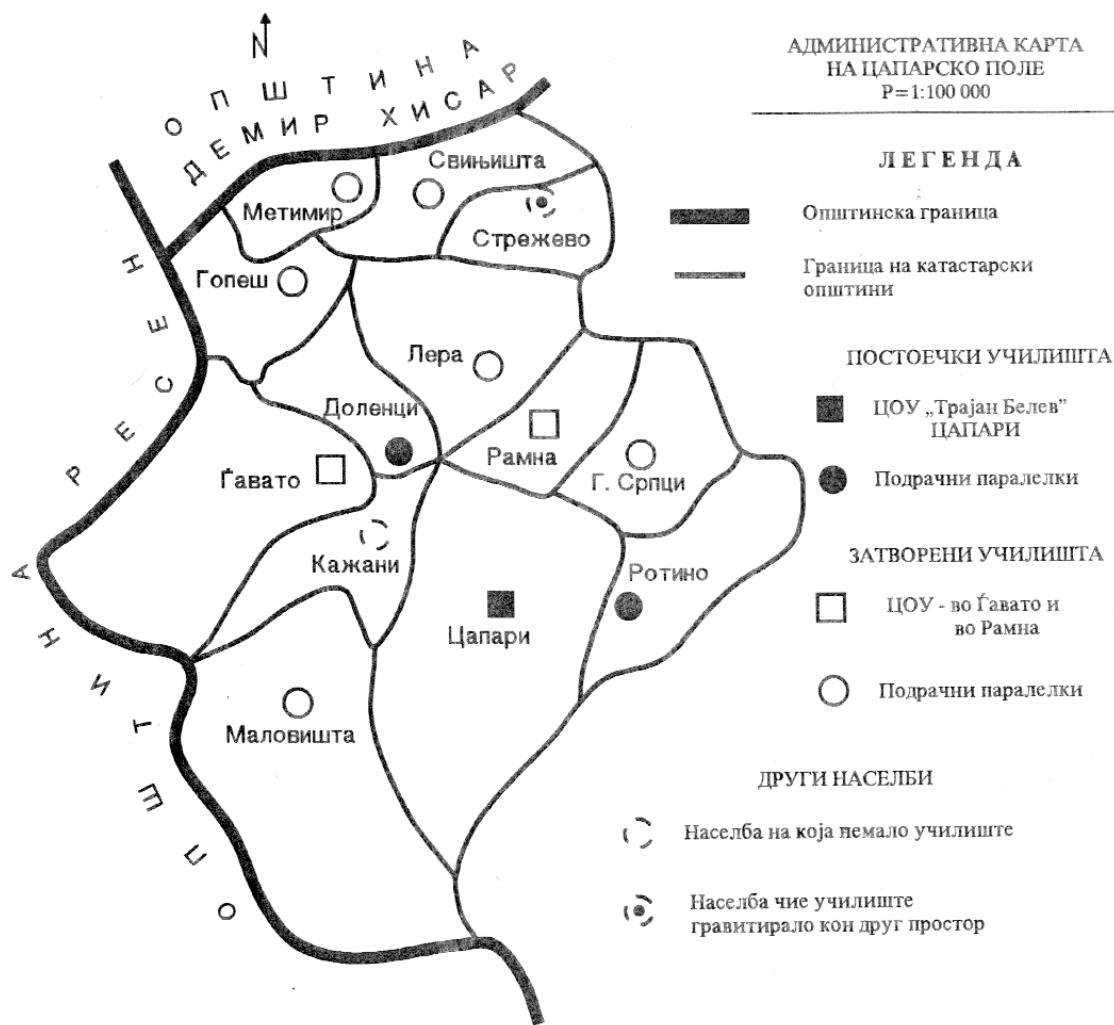 N
ОПШТИНА
ДЕМИР ХИСАР
ОПШТИНА РЕСЕН
Свињишта
Метимир
Стрежево
Гопеш
Лера
Доленци
Рамна
Г. Српци
Ѓавато
Кажани
Ротино
Цапари
Маловишта
АДМИНИСТРАТИВНА КАРТА
НА ЦАПАРСКО ПОЛЕ
Р=1:100 000
ЛЕГЕНДА
Општинска граница
Граница на катастарски
општини
ПОСТОЕЧКИ УЧИЛИШТА
ЦОУ „Трајан Белев”
ЦАПАРИ
Подрачни паралелки
ЗАТВОРЕНИ УЧИЛИШТА
ЦОУ - во Ѓавато и
во Рамна
Подрачни паралелки
ДРУГИ НАСЕЛБИ
Населба на која немало училиште
Населба чие училиште
гравитирало кон друг простор